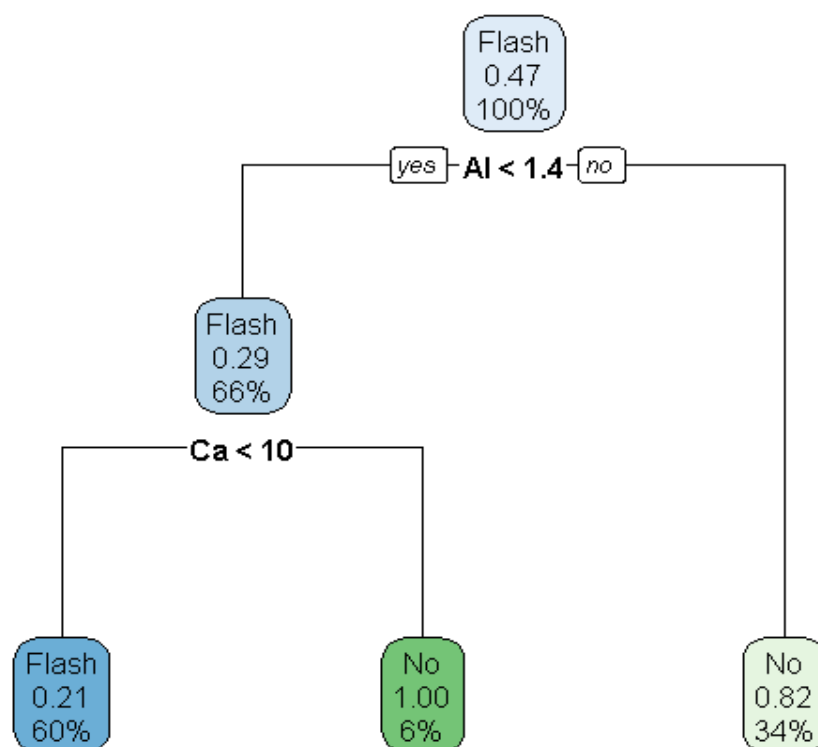 Flash
0.47
100%
yes Al < 1.4 no
Flash
0.29
66%
Ca < 10
Flash
0.21
60%
No
1.00
6%
No
0.82
34%